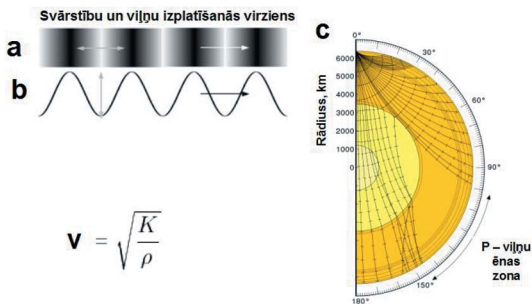 Svārstību un viļņu izplatīšanās virziens
a
b
v = √K/ρ
c
Rādiuss, km
6000
5000
4000
3000
2000
1000
0
0°
30°
60°
90°
150°
180°
P – viļņu
ēnas
zona